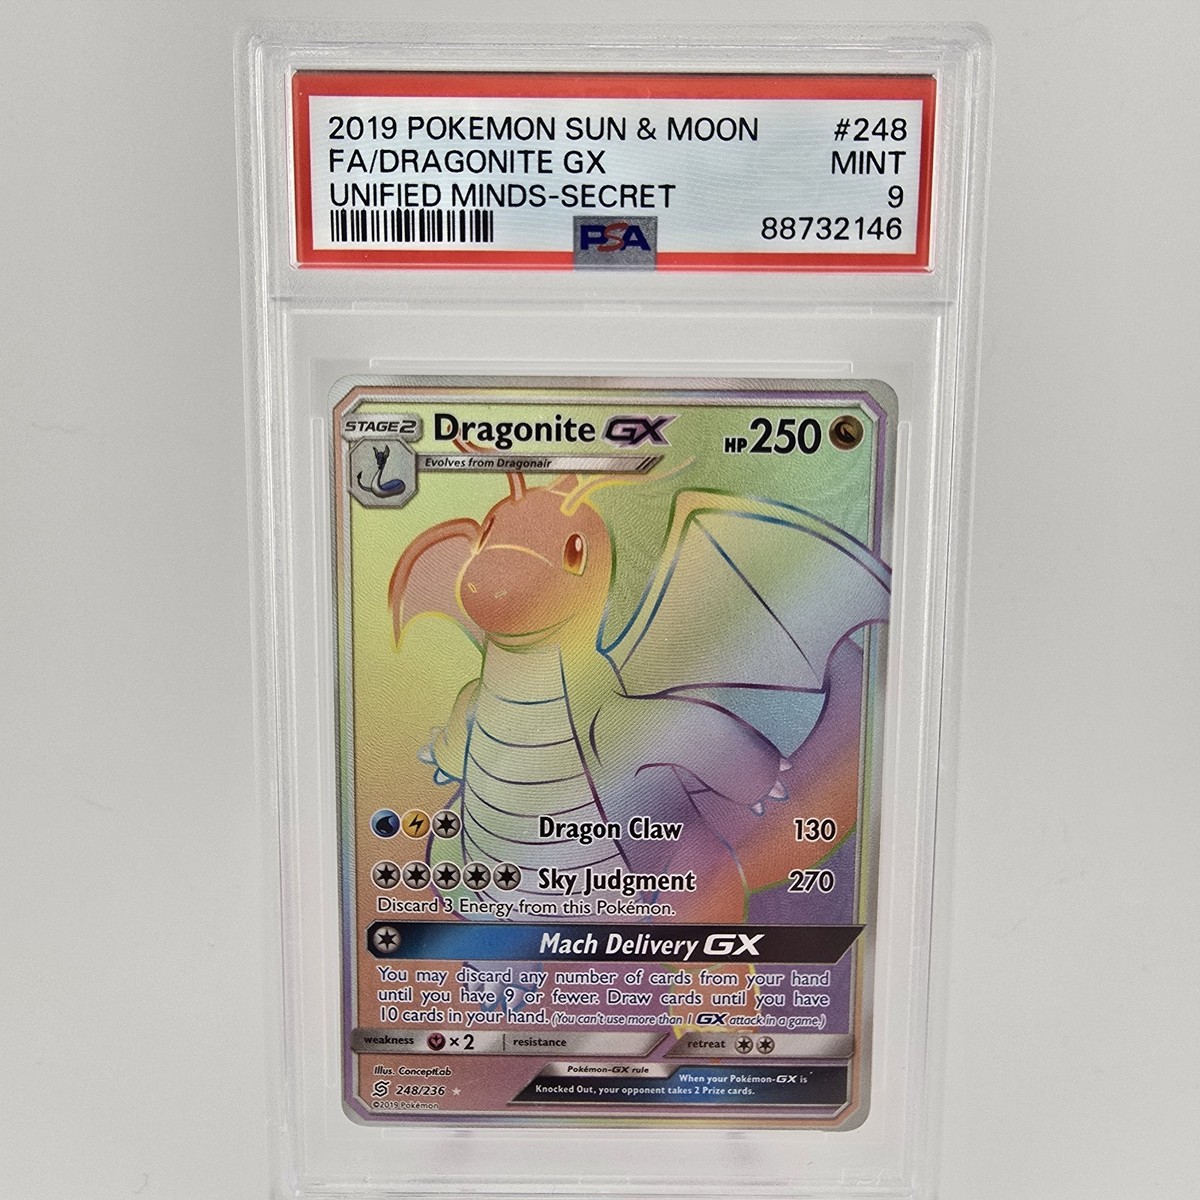 2019 POKEMON SUN & MOON #248
FA/DRAGONITE GX MINT
UNIFIED MINDS-SECRET 9
PSA 88732146
STAGE 2 Dragonite GX HP 250
Evolves from Dragonair
Dragon Claw 130
Sky Judgment 270
Discard 3 Energy from this Pokémon.
Mach Delivery GX
You may discard any number of cards from your hand
until you have 9 or fewer. Draw cards until you have
10 cards in your hand. (You can't use more than 1 GX attack in a game.)
weakness ×2 resistance retreat
Illus. ConceptLab Pokémon-GX rule When your Pokémon-GX is
248/236 Knocked Out, your opponent takes 2 Prize cards.
©2019 Pokémon